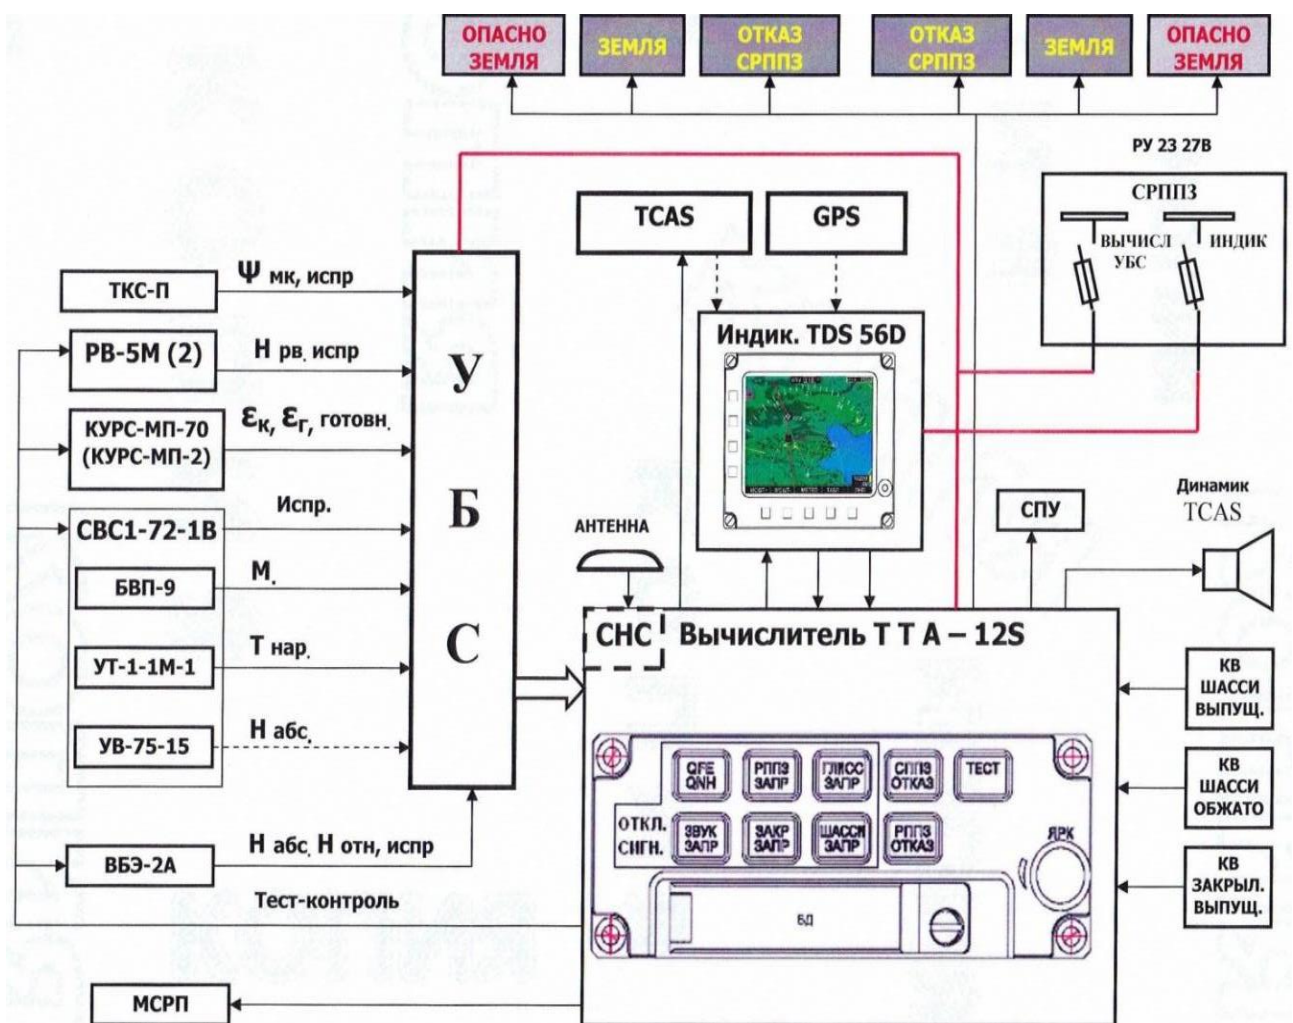 ОПАСНО
ЗЕМЛЯ
ЗЕМЛЯ
ОТКАЗ
СРППЗ
ОТКАЗ
СРППЗ
ЗЕМЛЯ
ОПАСНО
ЗЕМЛЯ
РУ 23 27В
СРППЗ
ВЫЧИСЛ
УБС
ИНДИК
TCAS
GPS
Индик. TDS 56D
ТКС-П
Ψ мк, испр
РВ-5М (2)
Н рв. испр
КУРС-МП-70
(КУРС-МП-2)
Ɛк, Ɛг, готовн.
СВС1-72-1В
Испр.
БВП-9
М.
УТ-1-1М-1
Т нар.
УВ-75-15
Н абс.
ВБЭ-2А
Н абс. Н отн, испр
Тест-контроль
МСРП
У
Б
С
АНТЕННА
СПУ
Динамик
TCAS
СНС
Вычислитель Т Т А – 12S
КВ
ШАССИ
ВЫПУЩ.
КВ
ШАССИ
ОБЖАТО
КВ
ЗАКРЫЛ.
ВЫПУЩ.
QFE
QNH
РППЗ
ЗАПР
ГЛИСС
ЗАПР
СППЗ
ОТКАЗ
ТЕСТ
ОТКЛ.
СИГН.
ЗВУК
ЗАПР
ЗАКР
ЗАПР
ШАССИ
ЗАПР
РППЗ
ОТКАЗ
ЯРК
БД